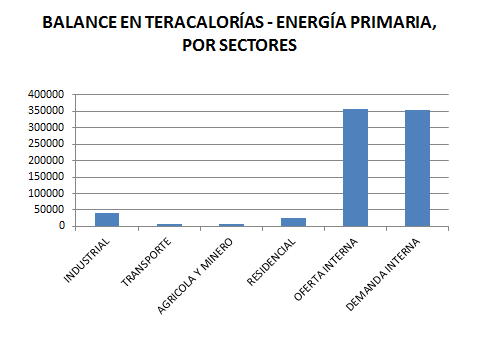 BALANCE EN TERACALORÍAS - ENERGÍA PRIMARIA,
POR SECTORES
400000
350000
300000
250000
200000
150000
100000
50000
0
INDUSTRIAL
TRANSPORTE
AGRICOLA Y MINERO
RESIDENCIAL
OFERTA INTERNA
DEMANDA INTERNA